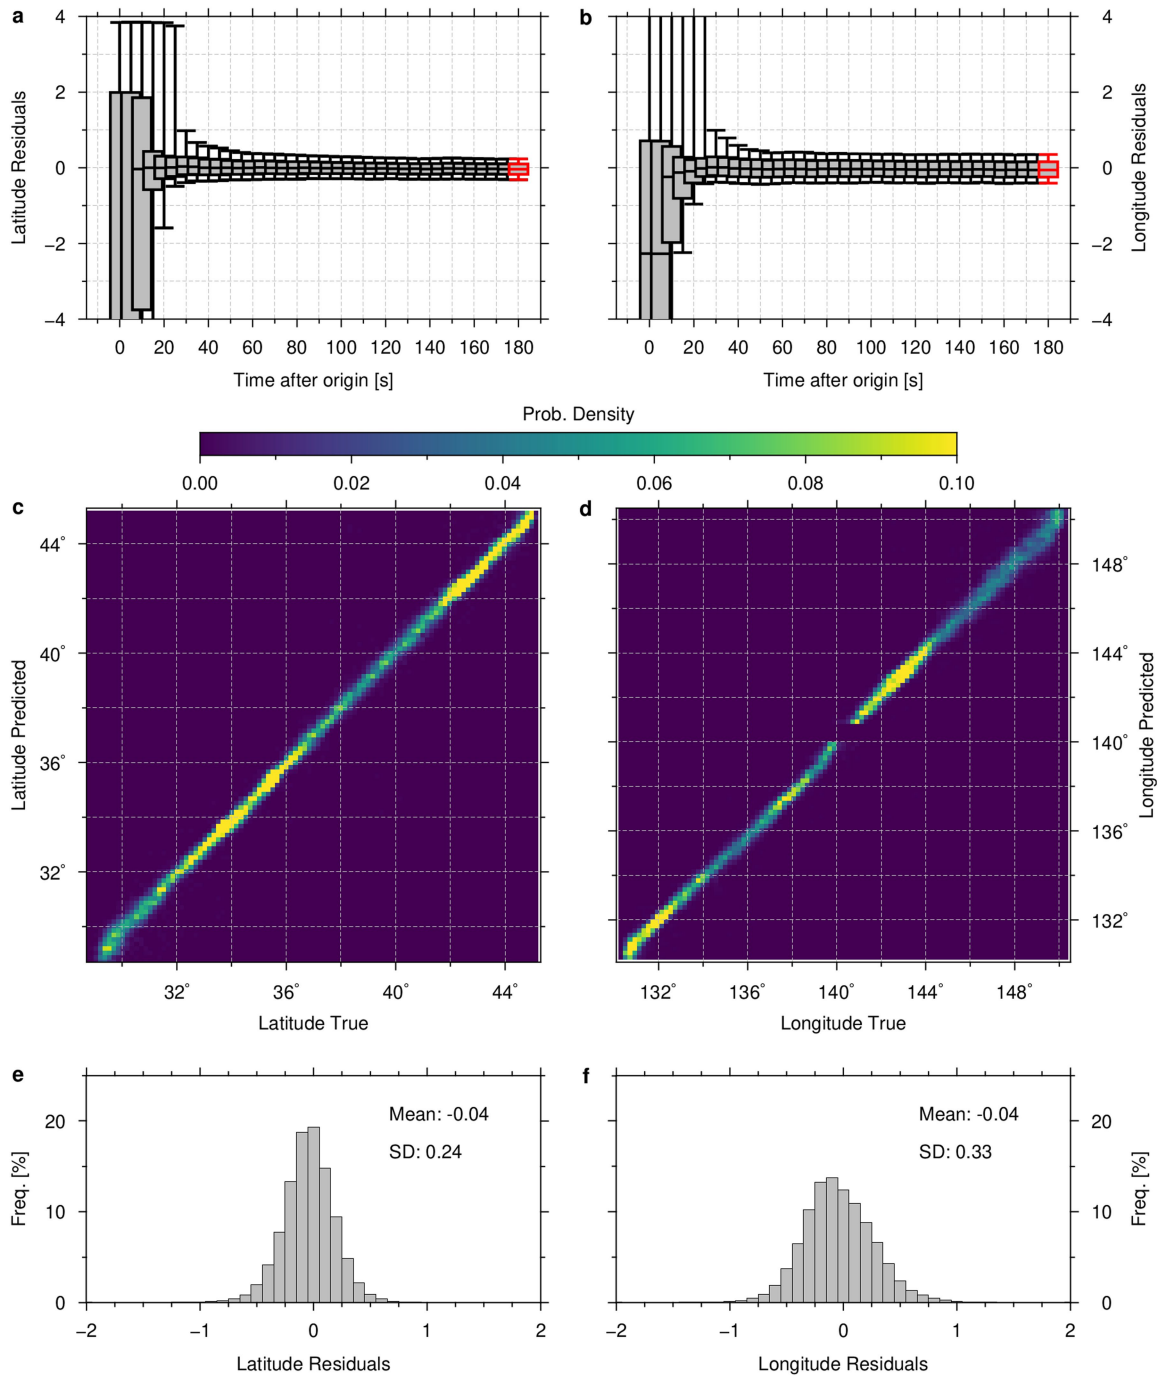 a
b
4
2
0
−2
−4
Latitude Residuals
4
2
0
−2
−4
Longitude Residuals
0 20 40 60 80 100 120 140 160 180
0 20 40 60 80 100 120 140 160 180
Time after origin [s]
Time after origin [s]
Prob. Density
0.00 0.02 0.04 0.06 0.08 0.10
c
d
44°
40°
36°
32°
Latitude Predicted
148°
144°
140°
136°
132°
Longitude Predicted
32° 36° 40° 44°
132° 136° 140° 144° 148°
Latitude True
Longitude True
e
f
20
10
0
Freq. [%]
Mean: -0.04
SD: 0.24
Mean: -0.04
SD: 0.33
20
10
0
Freq. [%]
−2 −1 0 1 2
−2 −1 0 1 2
Latitude Residuals
Longitude Residuals